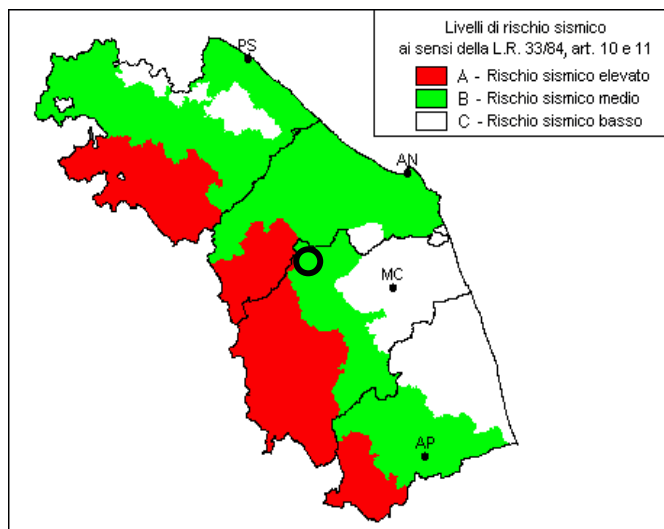 Livelli di rischio sismico
ai sensi della L.R. 33/84, art. 10 e 11
A - Rischio sismico elevato
B - Rischio sismico medio
C - Rischio sismico basso
PS
AN
MC
AP